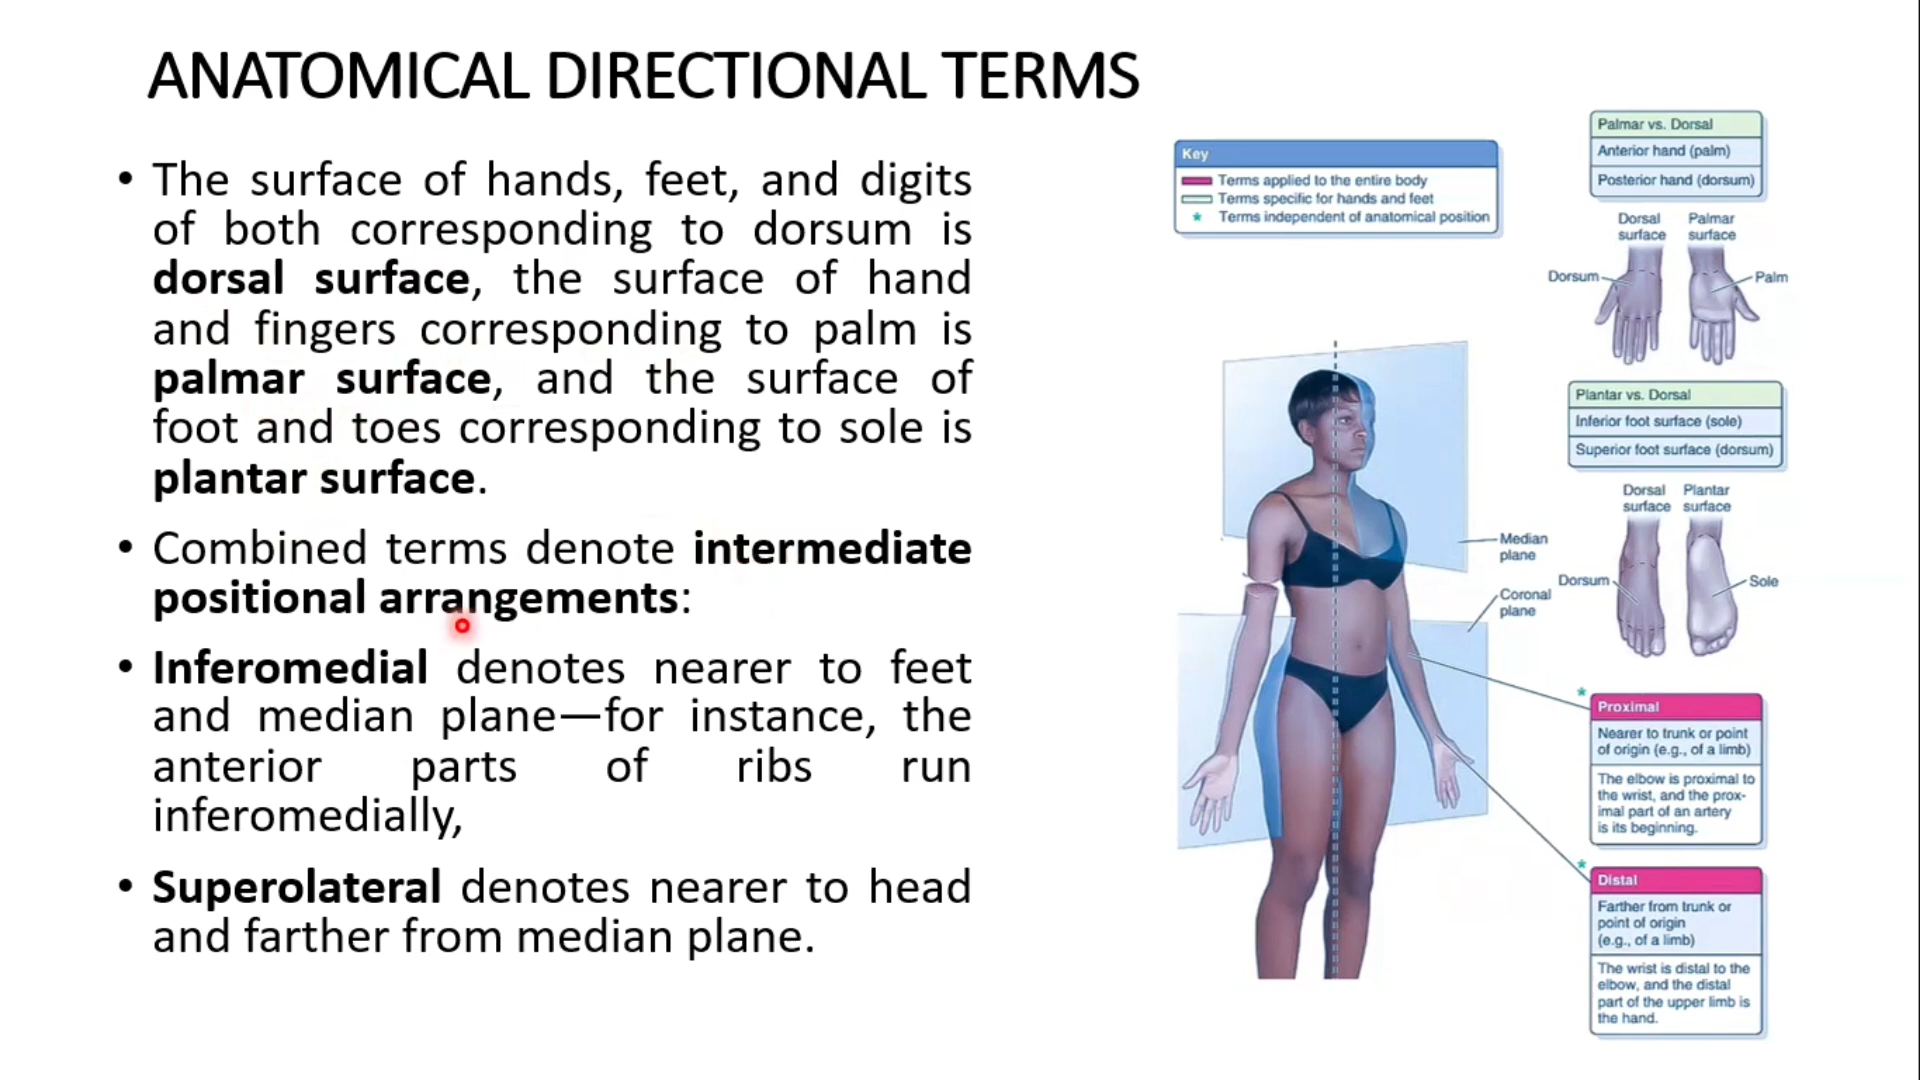 ANATOMICAL DIRECTIONAL TERMS
• The surface of hands, feet, and digits
of both corresponding to dorsum is
dorsal surface, the surface of hand
and fingers corresponding to palm is
palmar surface, and the surface of
foot and toes corresponding to sole is
plantar surface.
• Combined terms denote intermediate
positional arrangements:
• Inferomedial denotes nearer to feet
and median plane—for instance, the
anterior parts of ribs run
inferomedially,
• Superolateral denotes nearer to head
and farther from median plane.
Key
Terms applied to the entire body
Terms specific for hands and feet
* Terms independent of anatomical position
Palmar vs. Dorsal
Anterior hand (palm)
Posterior hand (dorsum)
Dorsal
surface
Palmar
surface
Dorsum
Palm
Plantar vs. Dorsal
Inferior foot surface (sole)
Superior foot surface (dorsum)
Dorsal
surface
Plantar
surface
Dorsum
Sole
Median
plane
Coronal
plane
*
Proximal
Nearer to trunk or point
of origin (e.g., of a limb)
The elbow is proximal to
the wrist, and the prox-
imal part of an artery
is its beginning.
*
Distal
Farther from trunk or
point of origin
(e.g., of a limb)
The wrist is distal to the
elbow, and the distal
part of the upper limb is
the hand.